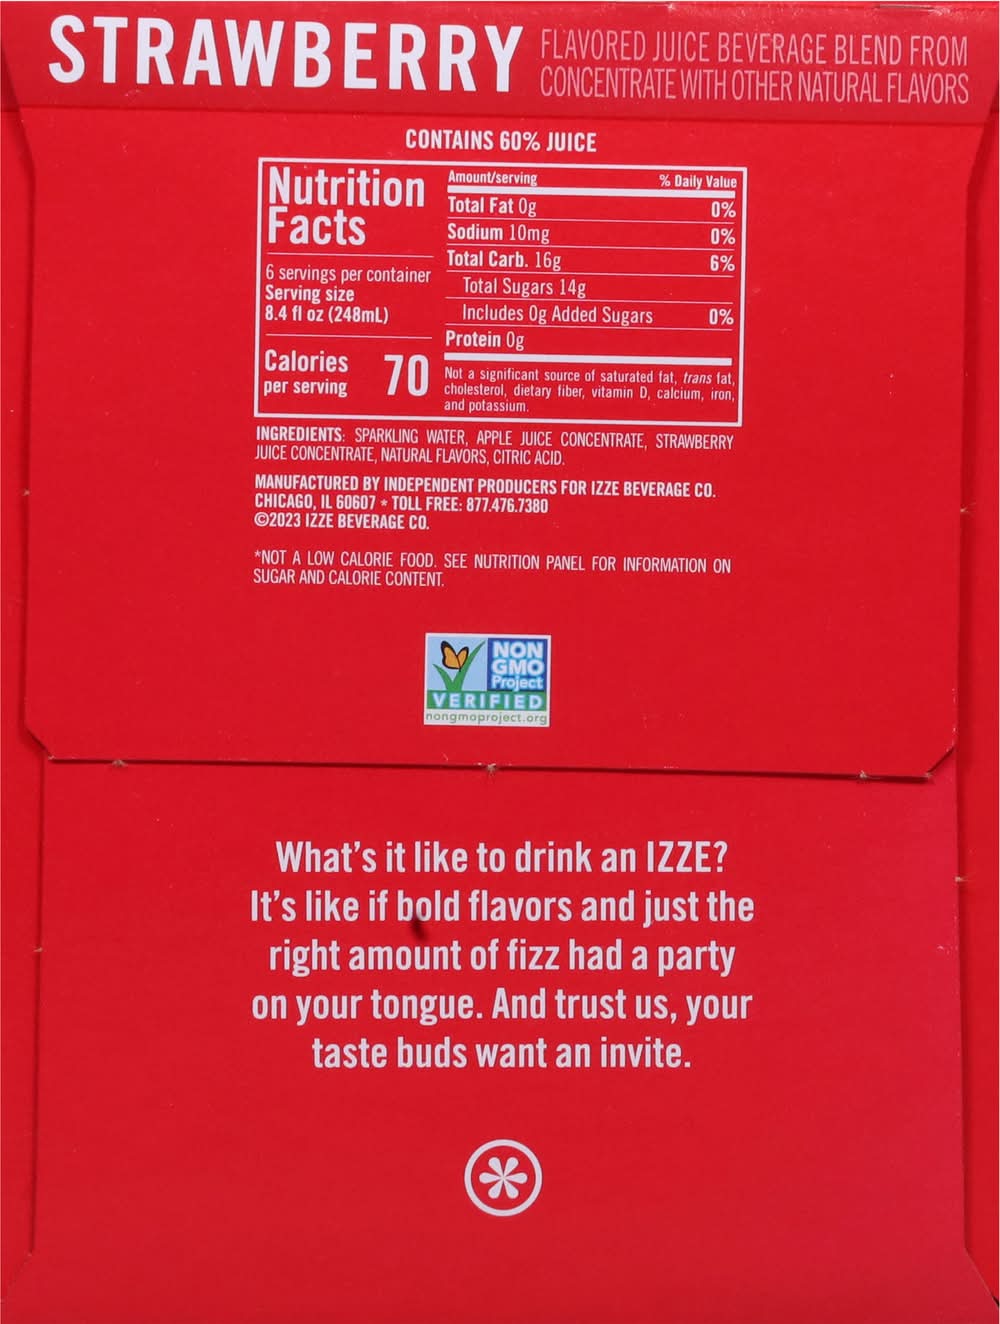 STRAWBERRY FLAVORED JUICE BEVERAGE BLEND FROM
CONCENTRATE WITH OTHER NATURAL FLAVORS
CONTAINS 60% JUICE
Nutrition
Facts
6 servings per container
Serving size
8.4 fl oz (248mL)
Calories
per serving
70
Amount/serving % Daily Value
Total Fat 0g 0%
Sodium 10mg 0%
Total Carb. 16g 6%
Total Sugars 14g
Includes 0g Added Sugars 0%
Protein 0g
Not a significant source of saturated fat, trans fat,
cholesterol, dietary fiber, vitamin D, calcium, iron,
and potassium.
INGREDIENTS: SPARKLING WATER, APPLE JUICE CONCENTRATE, STRAWBERRY
JUICE CONCENTRATE, NATURAL FLAVORS, CITRIC ACID.
MANUFACTURED BY INDEPENDENT PRODUCERS FOR IZZE BEVERAGE CO.
CHICAGO, IL 60607 * TOLL FREE: 877.476.7380
©2023 IZZE BEVERAGE CO.
*NOT A LOW CALORIE FOOD. SEE NUTRITION PANEL FOR INFORMATION ON
SUGAR AND CALORIE CONTENT.
NON
GMO
Project
VERIFIED
nongmoproject.org
What's it like to drink an IZZE?
It's like if bold flavors and just the
right amount of fizz had a party
on your tongue. And trust us, your
taste buds want an invite.